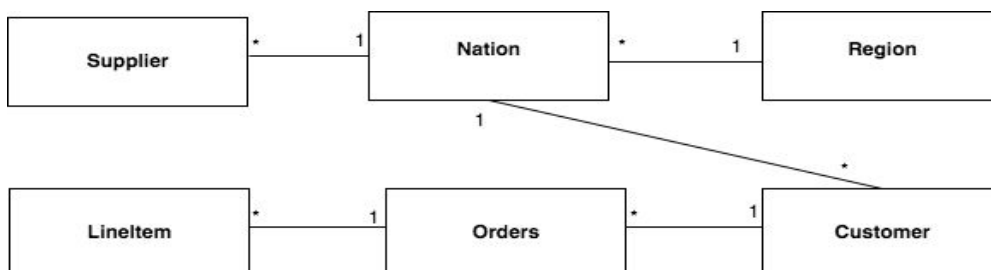 Supplier
*
1
Nation
*
1
Region
1
*
LineItem
*
1
Orders
*
1
Customer